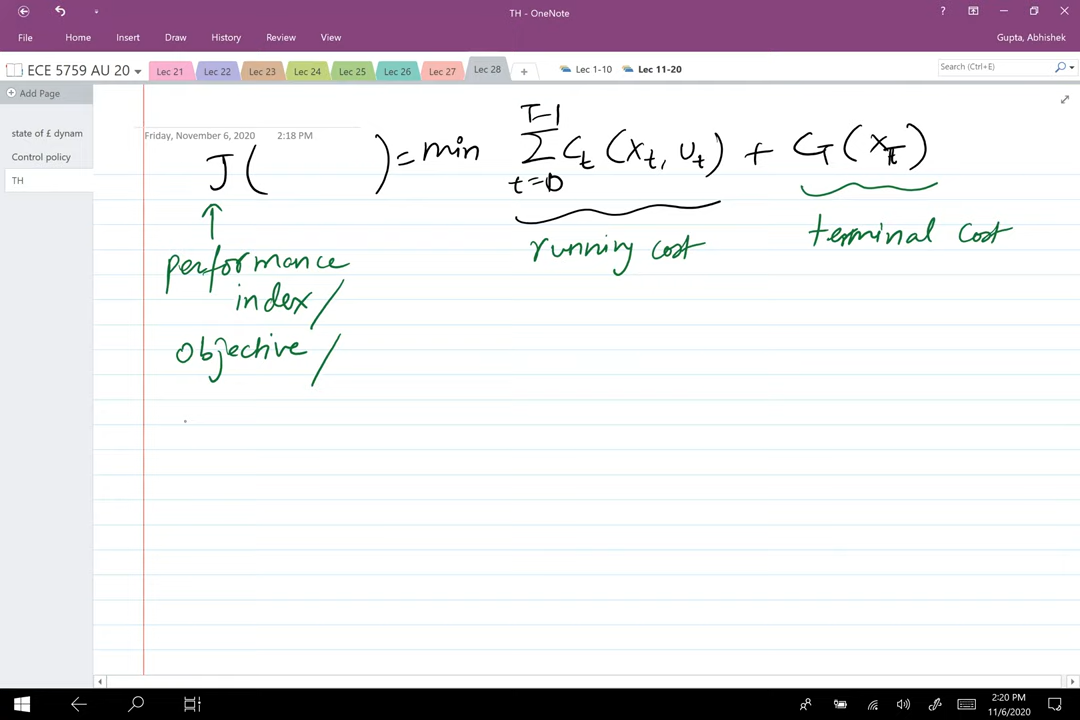 TH - OneNote
?
File Home Insert Draw History Review View Gupta, Abhishek
ECE 5759 AU 20 Lec 21 Lec 22 Lec 23 Lec 24 Lec 25 Lec 26 Lec 27 Lec 28 + Lec 1-10 Lec 11-20 Search (Ctrl+E)
Add Page
state of £ dynam
Control policy
TH
Friday, November 6, 2020 2:18 PM
J( ) = min T-1 Σ t=0 C_t (x_t, u_t) + C_T (x_T)
running cost
terminal cost
performance
index/
objective/
2:20 PM
11/6/2020